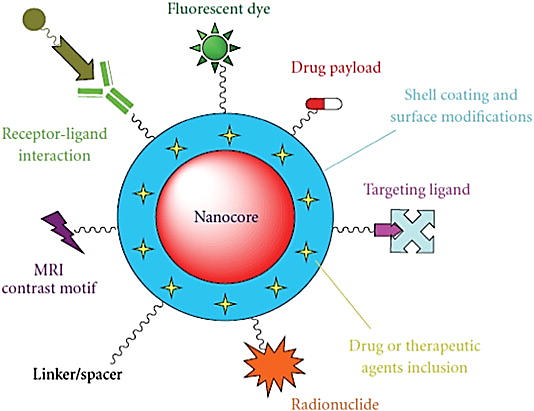 Fluorescent dye
Drug payload
Shell coating and
surface modifications
Receptor-ligand
interaction
Targeting ligand
Nanocore
MRI
contrast motif
Drug or therapeutic
agents inclusion
Linker/spacer
Radionuclide